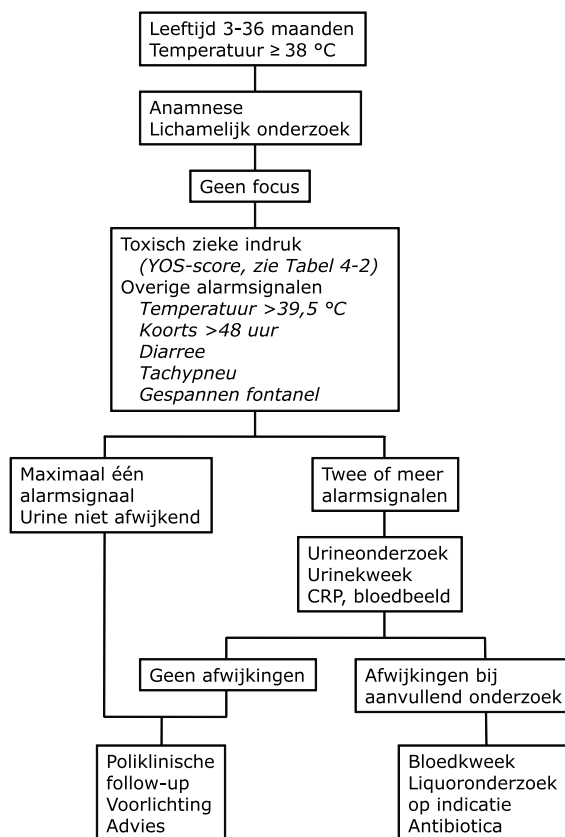 Leeftijd 3-36 maanden
Temperatuur ≥ 38 °C
Anamnese
Lichamelijk onderzoek
Geen focus
Toxisch zieke indruk
(YOS-score, zie Tabel 4-2)
Overige alarmsignalen
Temperatuur >39,5 °C
Koorts >48 uur
Diarree
Tachypneu
Gespannen fontanel
Maximaal één
alarmsignaal
Urine niet afwijkend
Twee of meer
alarmsignalen
Urineonderzoek
Urinekweek
CRP, bloedbeeld
Geen afwijkingen
Afwijkingen bij
aanvullend onderzoek
Poliklinische
follow-up
Voorlichting
Advies
Bloedkweek
Liquoronderzoek
op indicatie
Antibiotica